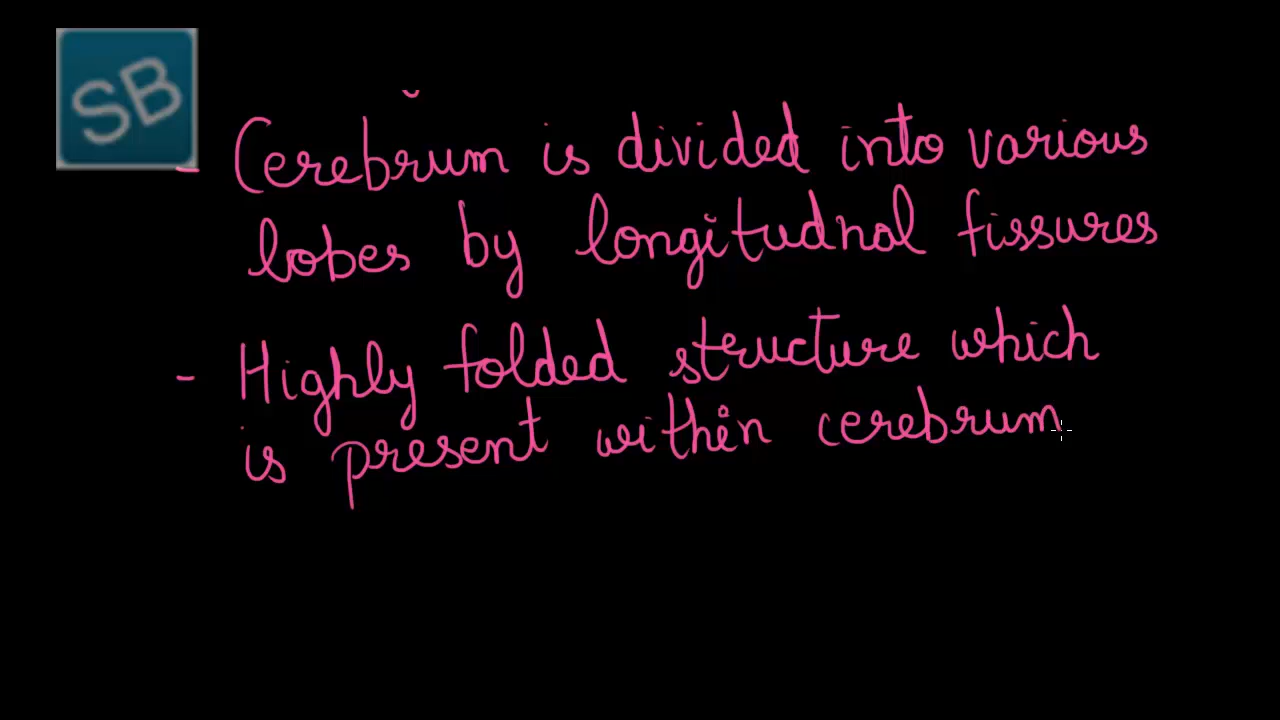 SB
- Cerebrum is divided into various
lobes by longitudnal fissures
- Highly folded structure which
is present within cerebrum